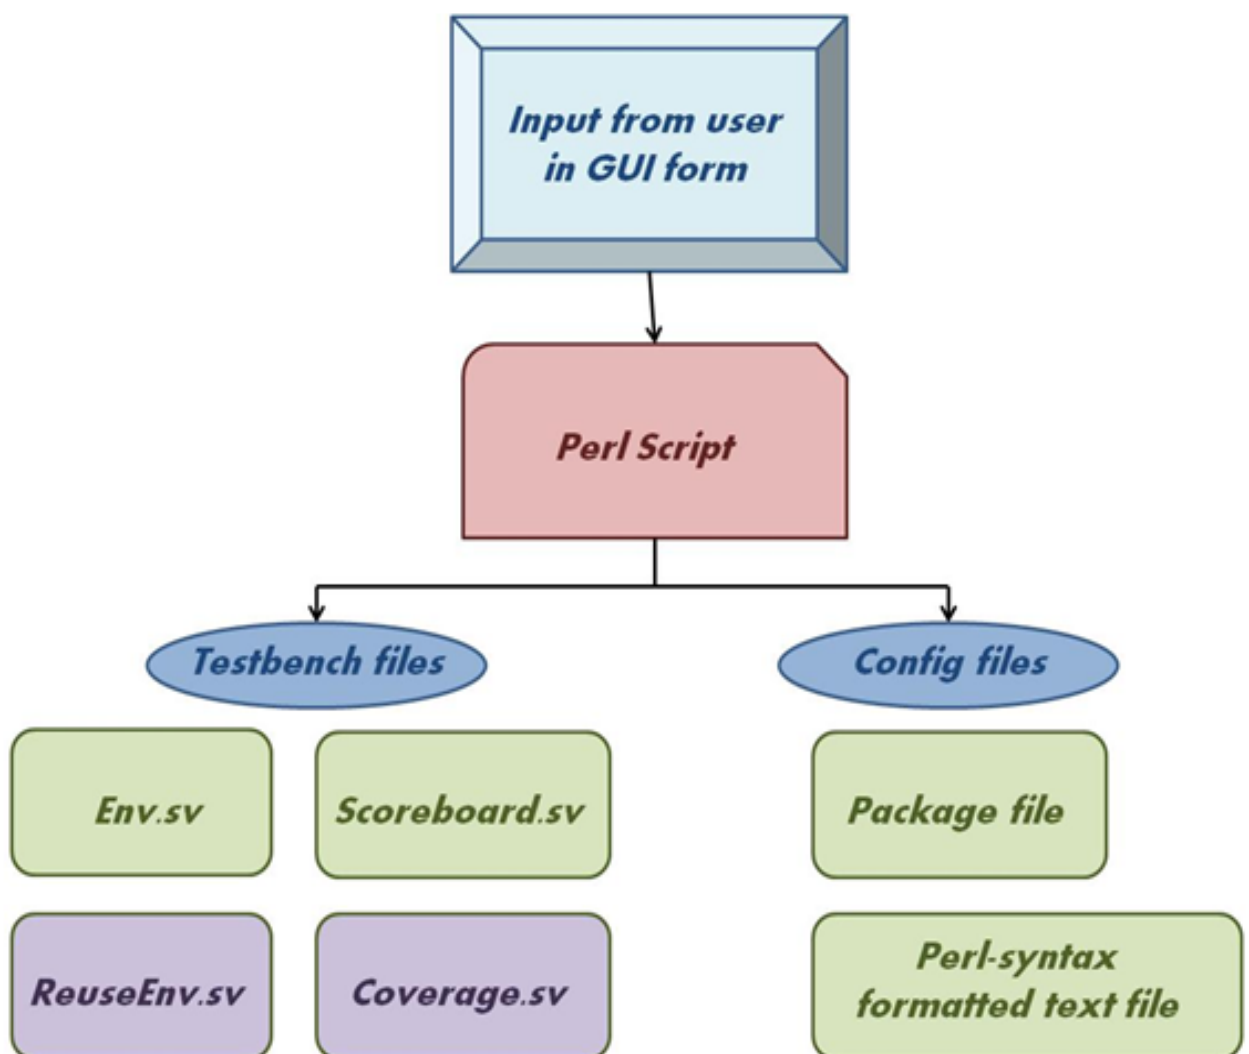 Input from user
in GUI form
Perl Script
Testbench files
Config files
Env.sv
Scoreboard.sv
Package file
ReuseEnv.sv
Coverage.sv
Perl-syntax
formatted text file